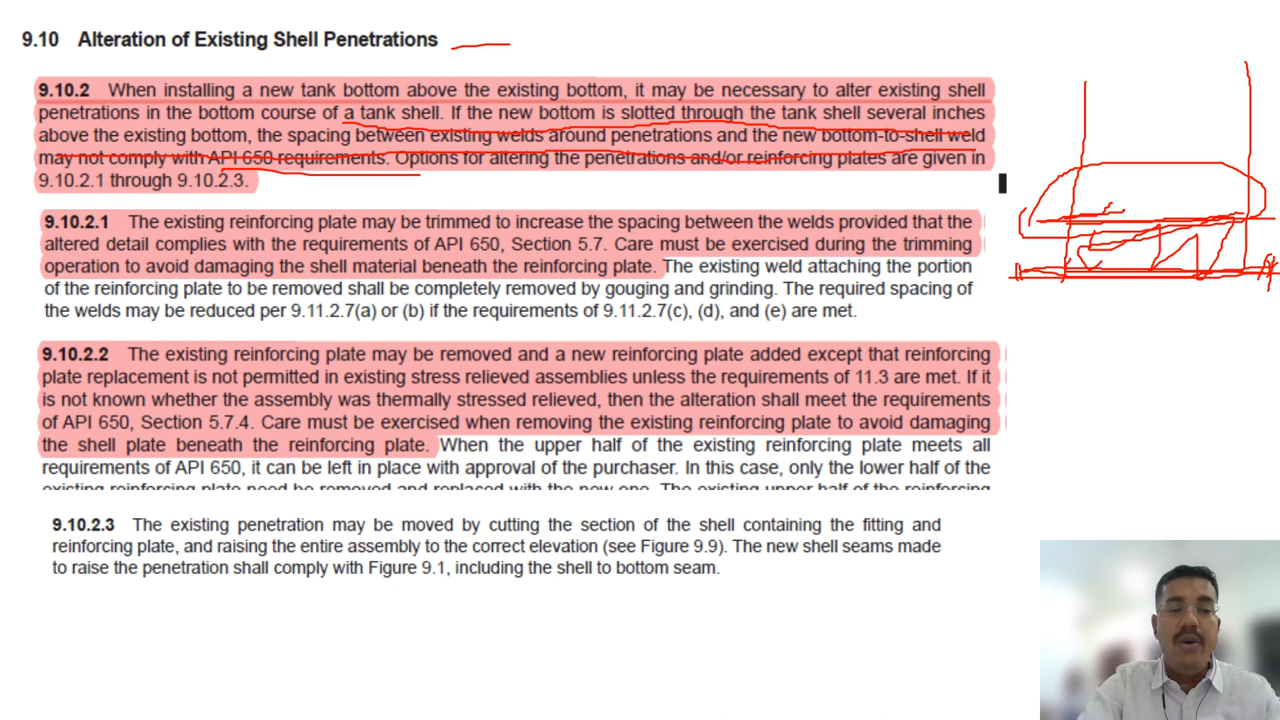 9.10 Alteration of Existing Shell Penetrations
9.10.2 When installing a new tank bottom above the existing bottom, it may be necessary to alter existing shell
penetrations in the bottom course of a tank shell. If the new bottom is slotted through the tank shell several inches
above the existing bottom, the spacing between existing welds around penetrations and the new bottom-to-shell weld
may not comply with API 650 requirements. Options for altering the penetrations and/or reinforcing plates are given in
9.10.2.1 through 9.10.2.3.
9.10.2.1 The existing reinforcing plate may be trimmed to increase the spacing between the welds provided that the
altered detail complies with the requirements of API 650, Section 5.7. Care must be exercised during the trimming
operation to avoid damaging the shell material beneath the reinforcing plate. The existing weld attaching the portion
of the reinforcing plate to be removed shall be completely removed by gouging and grinding. The required spacing of
the welds may be reduced per 9.11.2.7(a) or (b) if the requirements of 9.11.2.7(c), (d), and (e) are met.
9.10.2.2 The existing reinforcing plate may be removed and a new reinforcing plate added except that reinforcing
plate replacement is not permitted in existing stress relieved assemblies unless the requirements of 11.3 are met. If it
is not known whether the assembly was thermally stressed relieved, then the alteration shall meet the requirements
of API 650, Section 5.7.4. Care must be exercised when removing the existing reinforcing plate to avoid damaging
the shell plate beneath the reinforcing plate. When the upper half of the existing reinforcing plate meets all
requirements of API 650, it can be left in place with approval of the purchaser. In this case, only the lower half of the
existing reinforcing plate need be removed and replaced with the new one. The existing upper half of the reinforcing
9.10.2.3 The existing penetration may be moved by cutting the section of the shell containing the fitting and
reinforcing plate, and raising the entire assembly to the correct elevation (see Figure 9.9). The new shell seams made
to raise the penetration shall comply with Figure 9.1, including the shell to bottom seam.